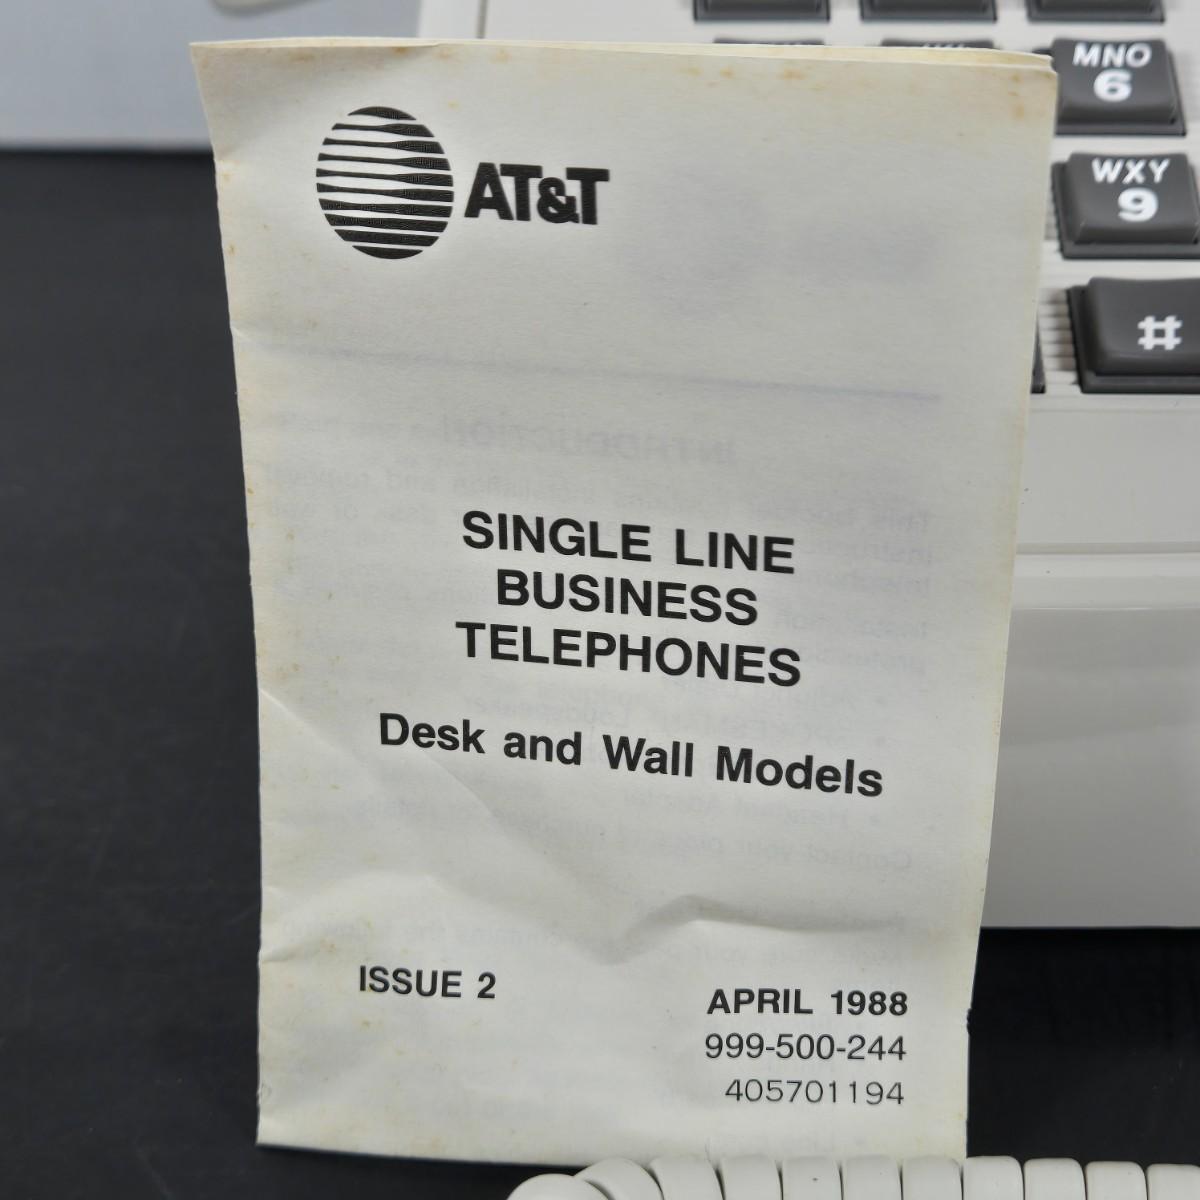 AT&T
SINGLE LINE
BUSINESS
TELEPHONES
Desk and Wall Models
ISSUE 2
APRIL 1988
999-500-244
405701194
MNO
6
WXY
9
#